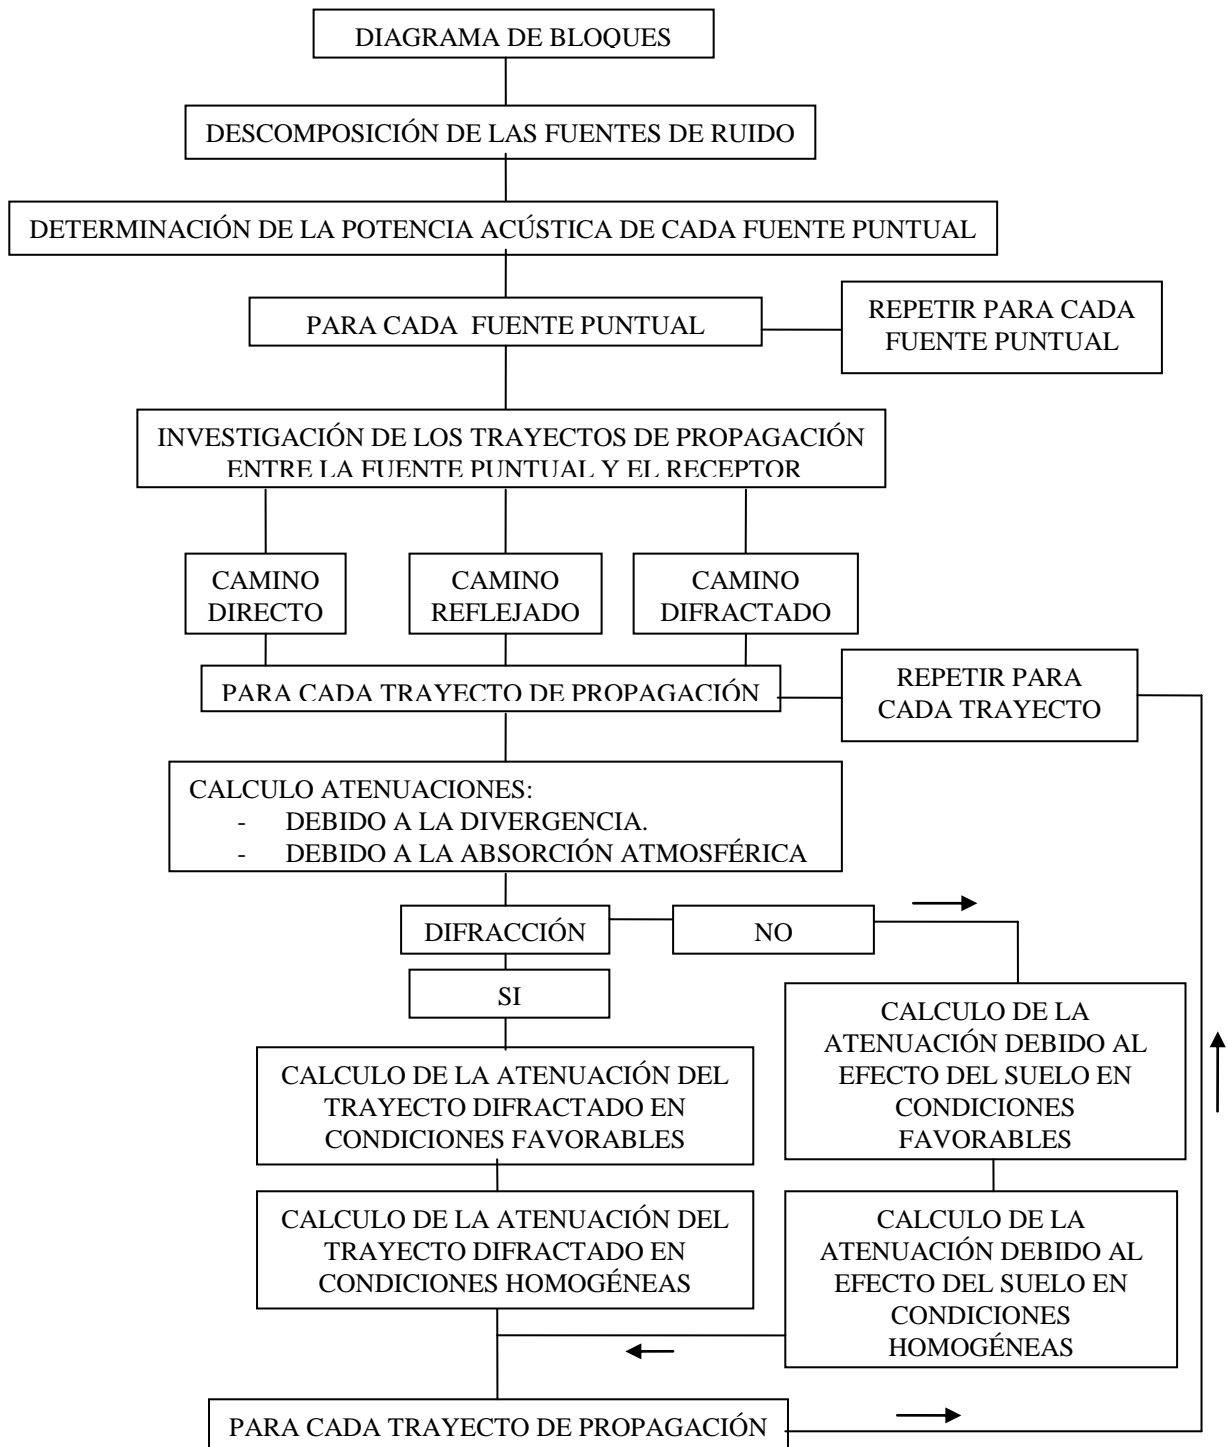 DIAGRAMA DE BLOQUES
DESCOMPOSICIÓN DE LAS FUENTES DE RUIDO
DETERMINACIÓN DE LA POTENCIA ACÚSTICA DE CADA FUENTE PUNTUAL
PARA CADA FUENTE PUNTUAL
REPETIR PARA CADA
FUENTE PUNTUAL
INVESTIGACIÓN DE LOS TRAYECTOS DE PROPAGACIÓN
ENTRE LA FUENTE PUNTUAL Y EL RECEPTOR
CAMINO
DIRECTO
CAMINO
REFLEJADO
CAMINO
DIFRACTADO
PARA CADA TRAYECTO DE PROPAGACIÓN
REPETIR PARA
CADA TRAYECTO
CALCULO ATENUACIONES:
- DEBIDO A LA DIVERGENCIA.
- DEBIDO A LA ABSORCIÓN ATMOSFÉRICA
DIFRACCIÓN
NO
SI
CALCULO DE LA ATENUACIÓN DEL
TRAYECTO DIFRACTADO EN
CONDICIONES FAVORABLES
CALCULO DE LA
ATENUACIÓN DEBIDO AL
EFECTO DEL SUELO EN
CONDICIONES
FAVORABLES
CALCULO DE LA ATENUACIÓN DEL
TRAYECTO DIFRACTADO EN
CONDICIONES HOMOGÉNEAS
CALCULO DE LA
ATENUACIÓN DEBIDO AL
EFECTO DEL SUELO EN
CONDICIONES
HOMOGÉNEAS
PARA CADA TRAYECTO DE PROPAGACIÓN